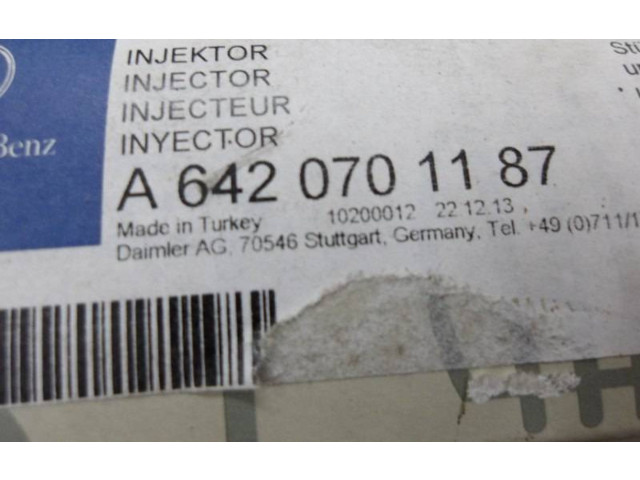 INJEKTOR
INJECTOR
INJECTEUR
INYECTOR
Benz
A 642 070 11 87
Made in Turkey 10200012 22.12.13
Daimler AG, 70546 Stuttgart, Germany, Tel. +49 (0)711/1